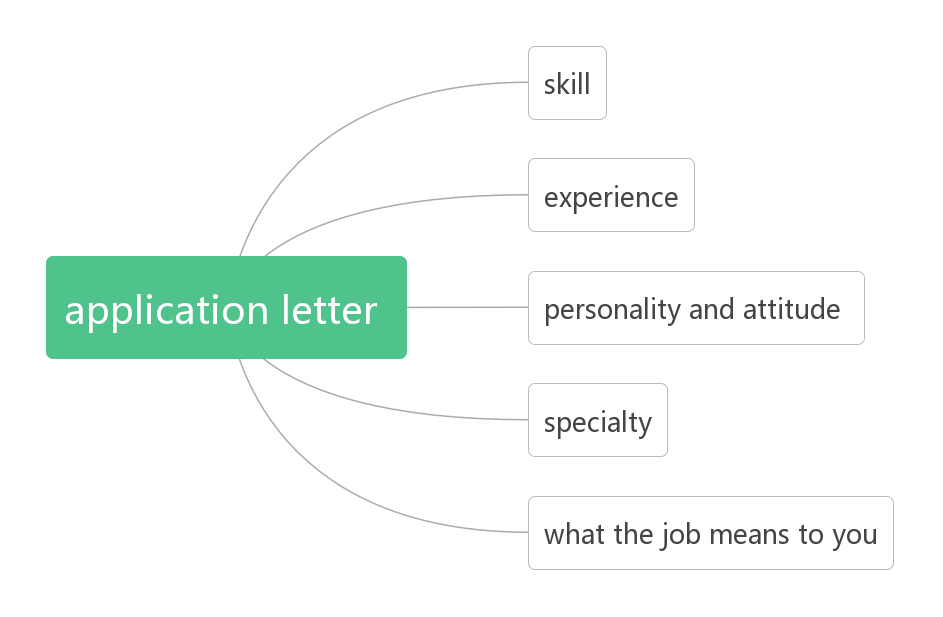 skill
experience
application letter
personality and attitude
specialty
what the job means to you